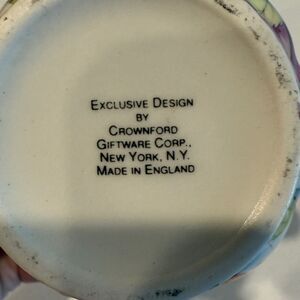 Exclusive Design
by
Crownford
Giftware Corp.,
New York, N.Y.
Made in England